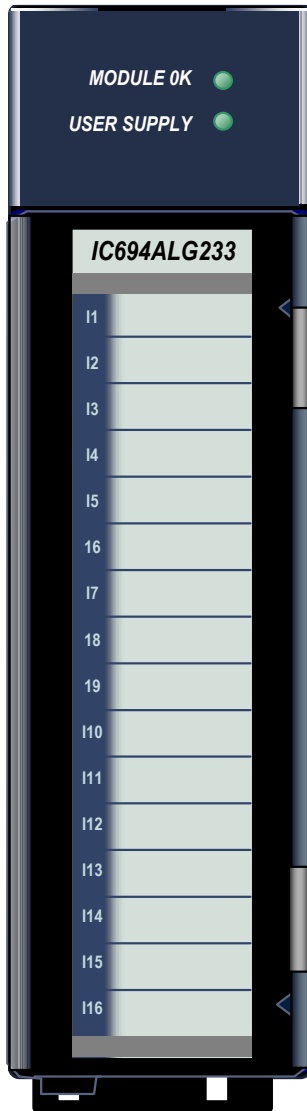 MODULE 0K
USER SUPPLY
IC694ALG233
I1
I2
I3
I4
I5
16
I7
18
19
I10
I11
I12
I13
I14
I15
I16